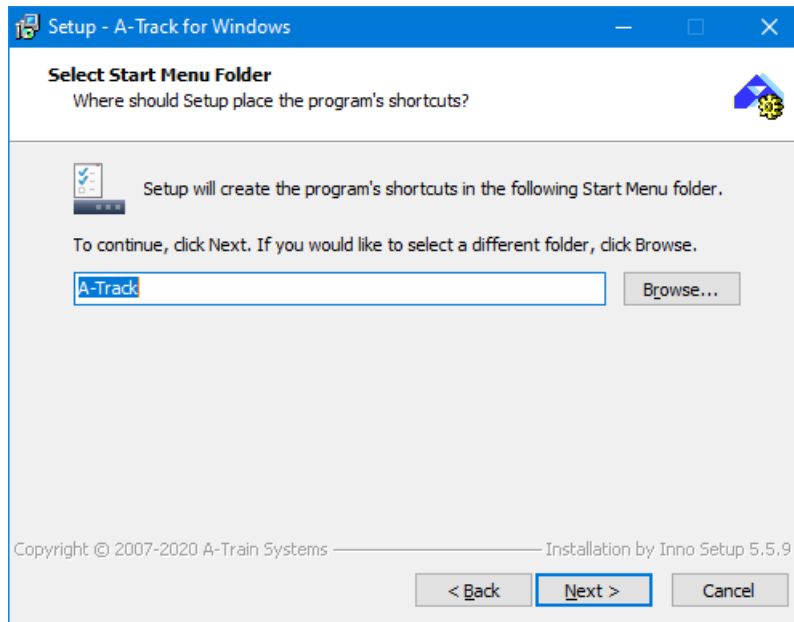 Setup - A-Track for Windows
Select Start Menu Folder
Where should Setup place the program's shortcuts?
Setup will create the program's shortcuts in the following Start Menu folder.
To continue, click Next. If you would like to select a different folder, click Browse.
A-Track
Browse...
Copyright © 2007-2020 A-Train Systems
Installation by Inno Setup 5.5.9
< Back
Next >
Cancel